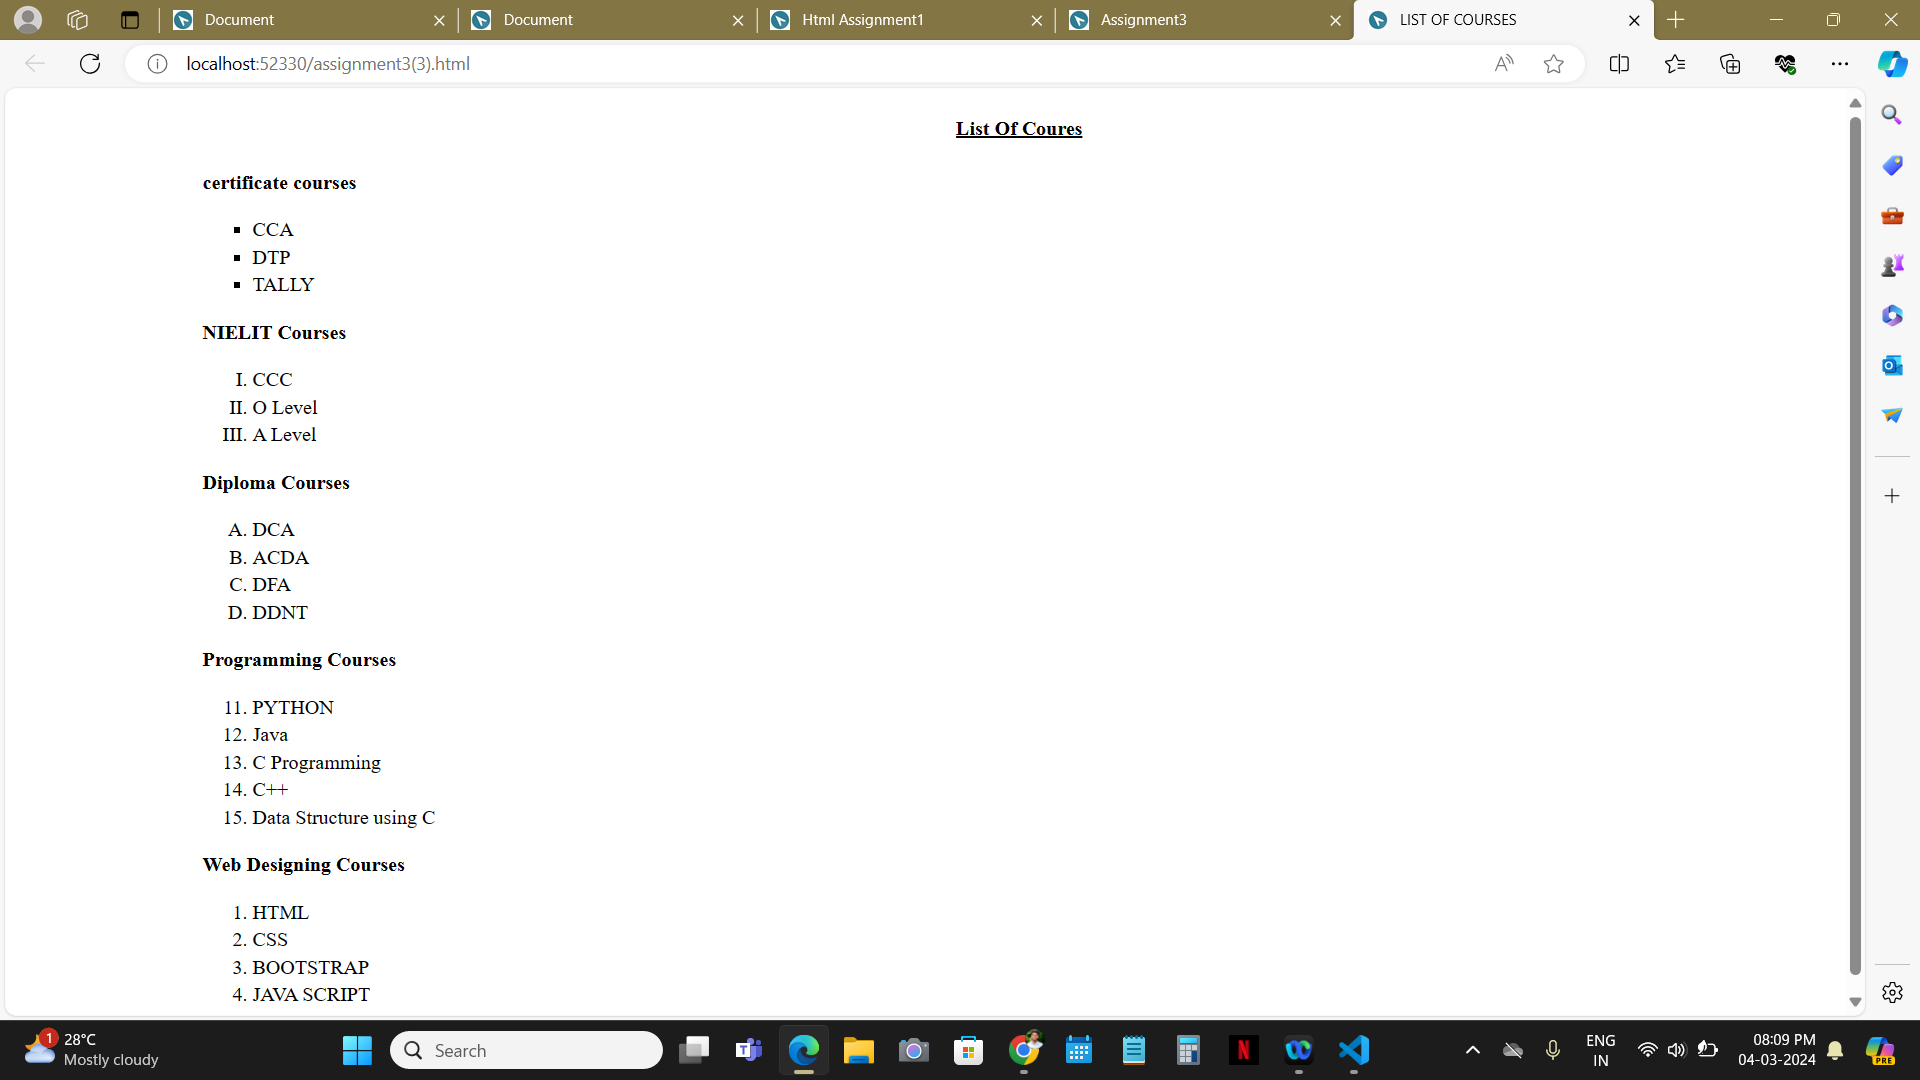 Document
Document
Html Assignment1
Assignment3
LIST OF COURSES
localhost:52330/assignment3(3).html
List Of Coures
certificate courses
CCA
DTP
TALLY
NIELIT Courses
I. CCC
II. O Level
III. A Level
Diploma Courses
A. DCA
B. ACDA
C. DFA
D. DDNT
Programming Courses
11. PYTHON
12. Java
13. C Programming
14. C++
15. Data Structure using C
Web Designing Courses
1. HTML
2. CSS
3. BOOTSTRAP
4. JAVA SCRIPT
1
28°C
Mostly cloudy
Search
ENG
IN
08:09 PM
04-03-2024
PRE